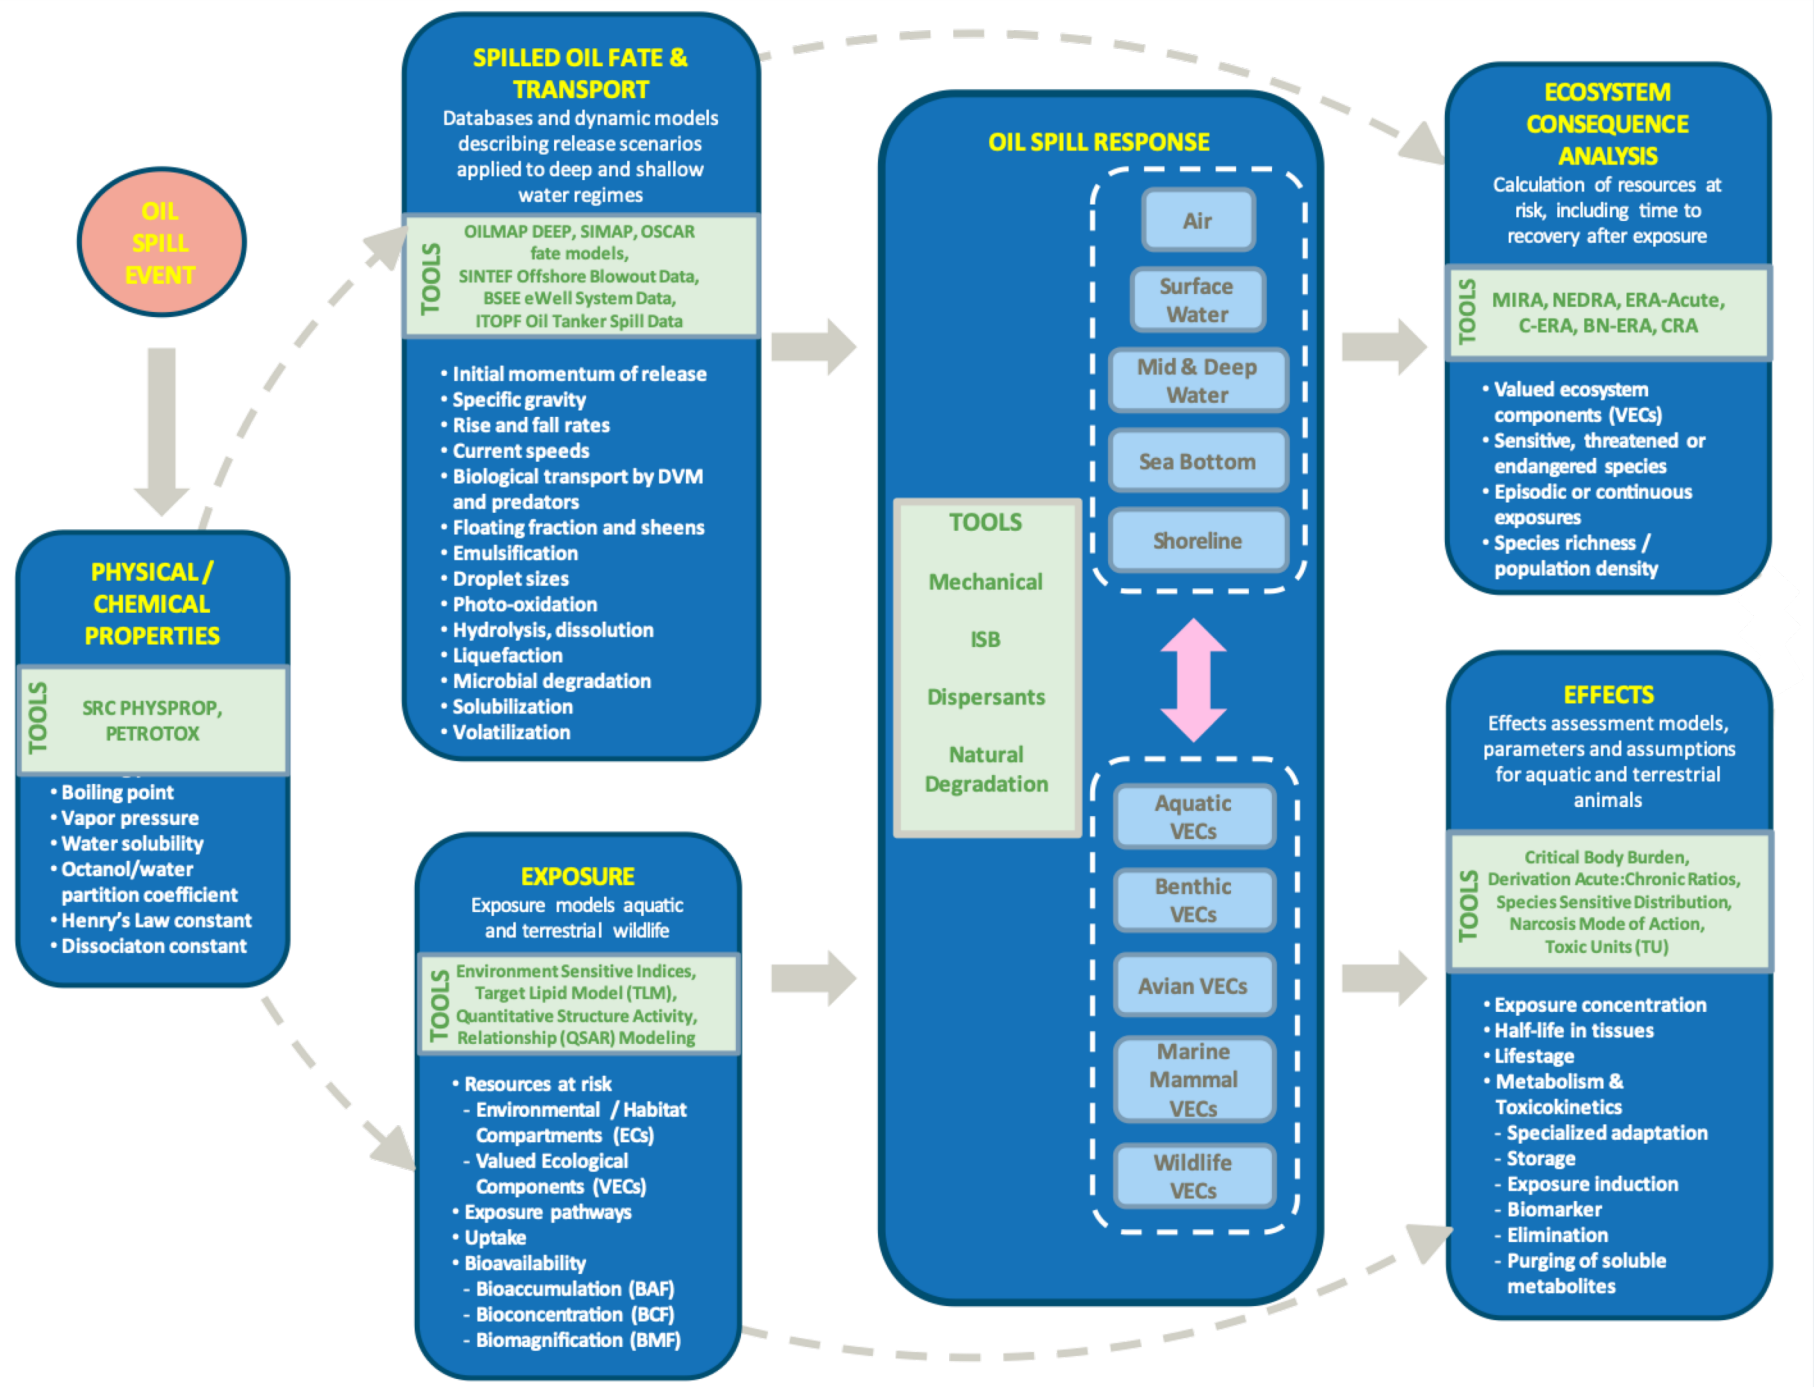 OIL
SPILL
EVENT
PHYSICAL /
CHEMICAL
PROPERTIES
TOOLS
SRC PHYSPROP,
PETROTOX
• Boiling point
• Vapor pressure
• Water solubility
• Octanol/water
partition coefficient
• Henry's Law constant
• Dissociaton constant
SPILLED OIL FATE &
TRANSPORT
Databases and dynamic models
describing release scenarios
applied to deep and shallow
water regimes
TOOLS
OILMAP DEEP, SIMAP, OSCAR
fate models,
SINTEF Offshore Blowout Data,
BSEE eWell System Data,
ITOPF Oil Tanker Spill Data
• Initial momentum of release
• Specific gravity
• Rise and fall rates
• Current speeds
• Biological transport by DVM
and predators
• Floating fraction and sheens
• Emulsification
• Droplet sizes
• Photo-oxidation
• Hydrolysis, dissolution
• Liquefaction
• Microbial degradation
• Solubilization
• Volatilization
EXPOSURE
Exposure models aquatic
and terrestrial wildlife
TOOLS
Environment Sensitive Indices,
Target Lipid Model (TLM),
Quantitative Structure Activity,
Relationship (QSAR) Modeling
• Resources at risk
- Environmental / Habitat
Compartments (ECs)
- Valued Ecological
Components (VECs)
• Exposure pathways
• Uptake
• Bioavailability
- Bioaccumulation (BAF)
- Bioconcentration (BCF)
- Biomagnification (BMF)
OIL SPILL RESPONSE
TOOLS
Mechanical
ISB
Dispersants
Natural
Degradation
Air
Surface
Water
Mid & Deep
Water
Sea Bottom
Shoreline
Aquatic
VECs
Benthic
VECs
Avian VECs
Marine
Mammal
VECs
Wildlife
VECs
ECOSYSTEM
CONSEQUENCE
ANALYSIS
Calculation of resources at
risk, including time to
recovery after exposure
TOOLS
MIRA, NEDRA, ERA-Acute,
C-ERA, BN-ERA, CRA
• Valued ecosystem
components (VECs)
• Sensitive, threatened or
endangered species
• Episodic or continuous
exposures
• Species richness /
population density
EFFECTS
Effects assessment models,
parameters and assumptions
for aquatic and terrestrial
animals
TOOLS
Critical Body Burden,
Derivation Acute:Chronic Ratios,
Species Sensitive Distribution,
Narcosis Mode of Action,
Toxic Units (TU)
• Exposure concentration
• Half-life in tissues
• Lifestage
• Metabolism &
Toxicokinetics
- Specialized adaptation
- Storage
- Exposure induction
- Biomarker
- Elimination
- Purging of soluble
metabolites